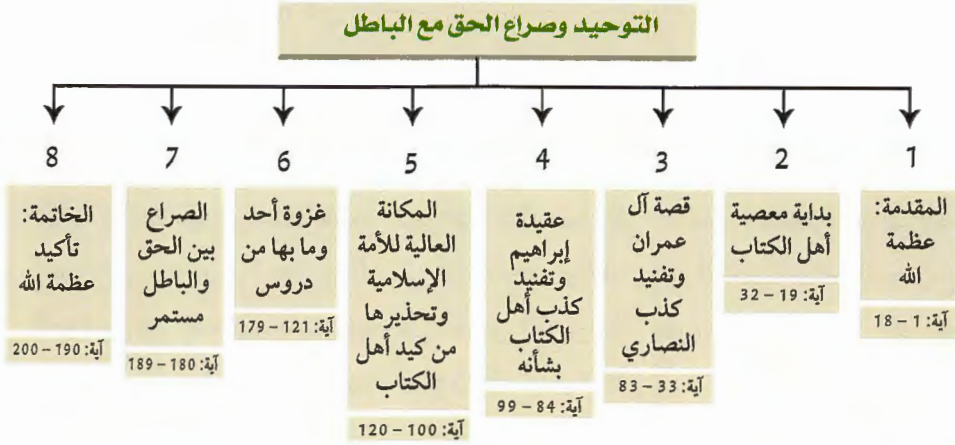 التوحيد وصراع الحق مع الباطل
1
المقدمة:
عظمة
الله
آية: 1 – 18
2
بداية معصية
أهل الكتاب
آية: 19 – 32
3
قصة آل
عمران
وتفنيد
كذب
النصاري
آية: 33 – 83
4
عقيدة
إبراهيم
وتفنيد
كذب أهل
الكتاب
بشأنه
آية: 84 – 99
5
المكانة
العالية للأمة
الإسلامية
وتحذيرها
من كيد أهل
الكتاب
آية: 100 – 120
6
غزوة أحد
وما بها من
دروس
آية: 121 – 179
7
الصراع
بين الحق
والباطل
مستمر
آية: 180 – 189
8
الخاتمة:
تأكيد
عظمة الله
آية: 190 – 200